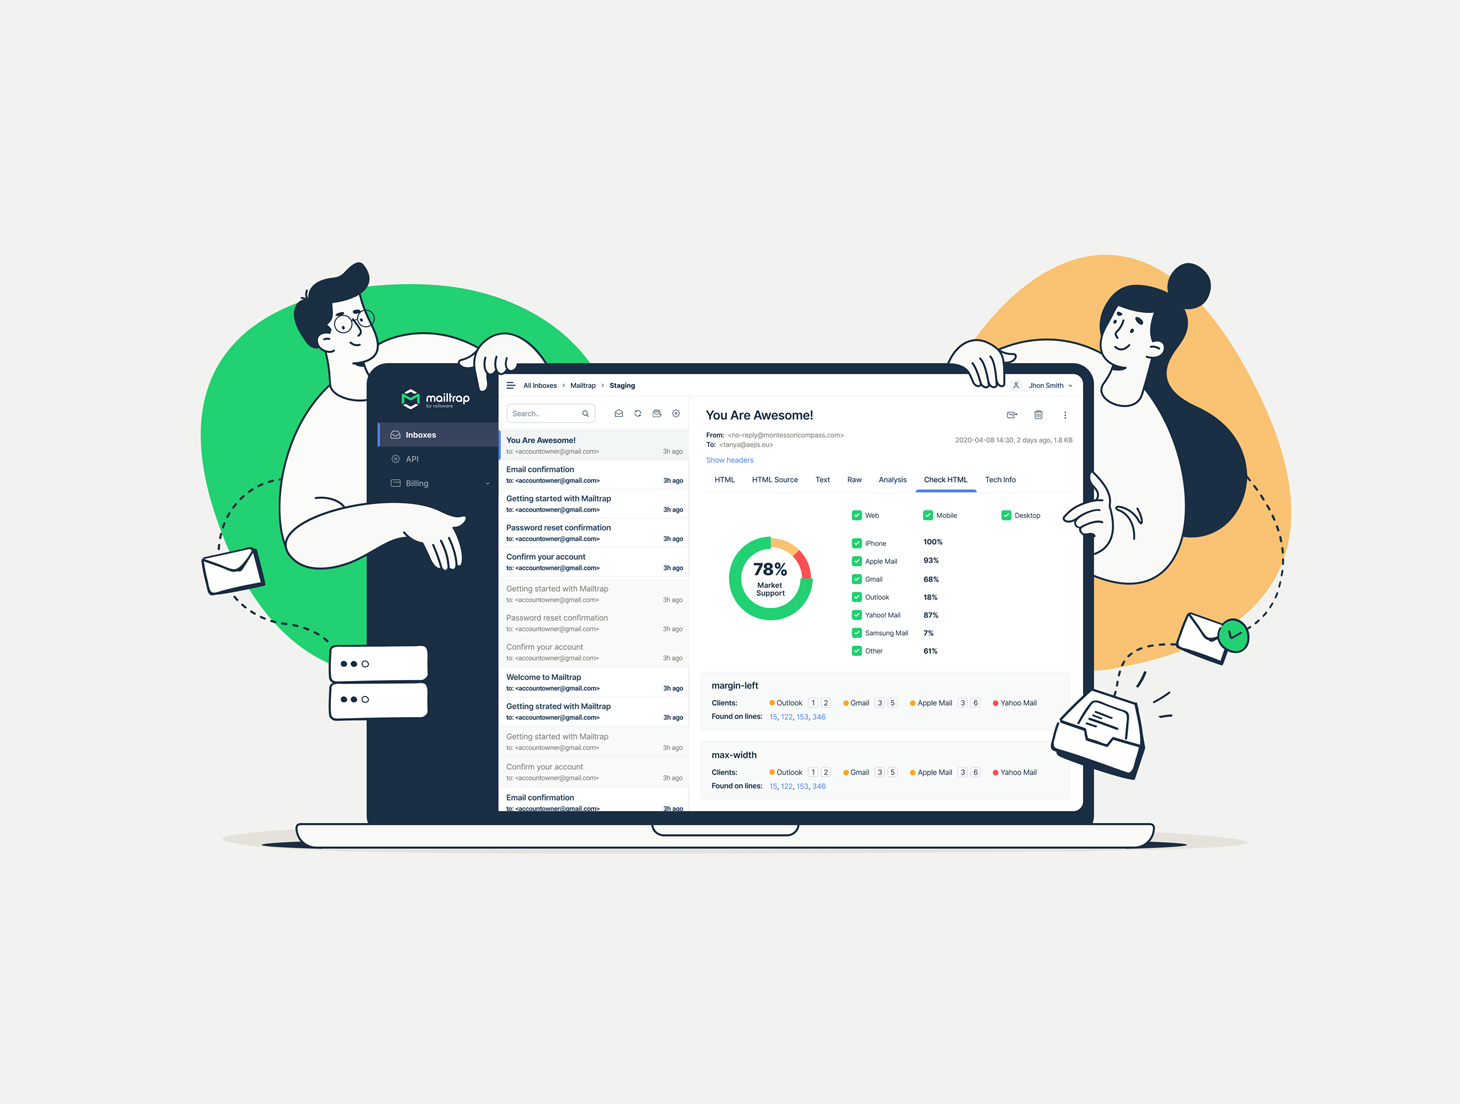 mailtrap
by railsware
Inboxes
API
Billing
All Inboxes > Mailtrap > Staging
Jhon Smith
Search..
You Are Awesome!
to: <accountowner@gmail.com> 3h ago
Email confirmation
to: <accountowner@gmail.com> 3h ago
Getting started with Mailtrap
to: <accountowner@gmail.com> 3h ago
Password reset confirmation
to: <accountowner@gmail.com> 3h ago
Confirm your account
to: <accountowner@gmail.com> 3h ago
Getting started with Mailtrap
to: <accountowner@gmail.com> 3h ago
Password reset confirmation
to: <accountowner@gmail.com> 3h ago
Confirm your account
to: <accountowner@gmail.com> 3h ago
Welcome to Mailtrap
to: <accountowner@gmail.com> 3h ago
Getting strated with Mailtrap
to: <accountowner@gmail.com> 3h ago
Getting started with Mailtrap
to: <accountowner@gmail.com> 3h ago
Confirm your account
to: <accountowner@gmail.com> 3h ago
Email confirmation
to: <accountowner@gmail.com> 3h ago
You Are Awesome!
From: <no-reply@montessoricompass.com>
To: <tanya@aejis.eu>
2020-04-08 14:30, 2 days ago, 1.8 KB
Show headers
HTML HTML Source Text Raw Analysis Check HTML Tech Info
Web Mobile Desktop
78%
Market
Support
iPhone 100%
Apple Mail 93%
Gmail 68%
Outlook 18%
Yahoo! Mail 87%
Samsung Mail 7%
Other 61%
margin-left
Clients: Outlook 1 2 Gmail 3 5 Apple Mail 3 6 Yahoo Mail
Found on lines: 15, 122, 153, 346
max-width
Clients: Outlook 1 2 Gmail 3 5 Apple Mail 3 6 Yahoo Mail
Found on lines: 15, 122, 153, 346